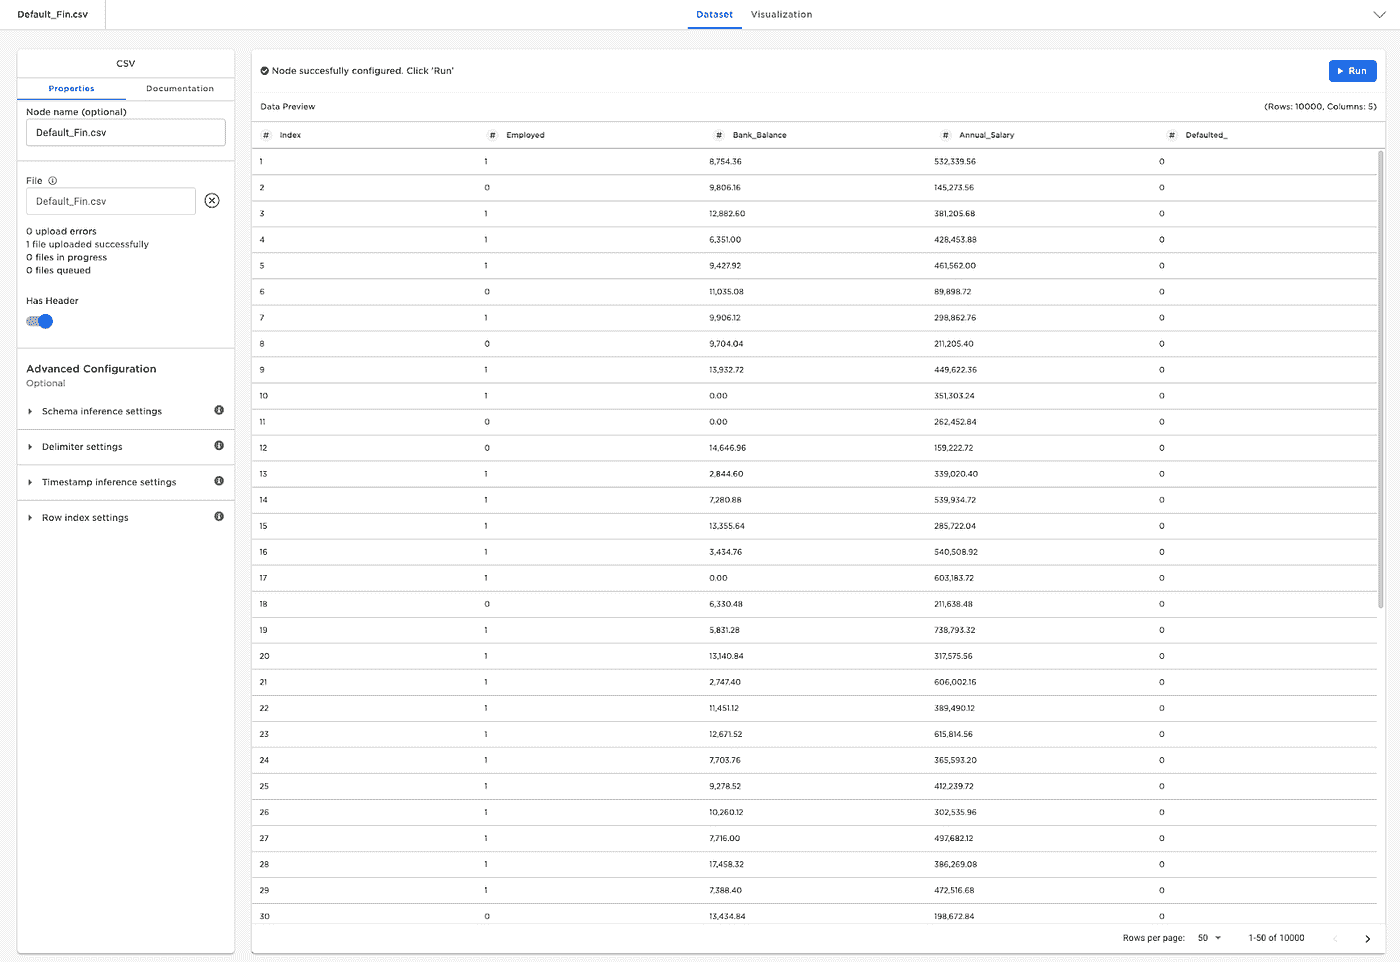 Default_Fin.csv
Dataset Visualization
CSV
Properties Documentation
Node name (optional)
Default_Fin.csv
File
Default_Fin.csv
0 upload errors
1 file uploaded successfully
0 files in progress
0 files queued
Has Header
Advanced Configuration
Optional
Schema inference settings
Delimiter settings
Timestamp inference settings
Row index settings
Node succesfully configured. Click 'Run'
Run
Data Preview (Rows: 10000, Columns: 5)
# Index # Employed # Bank_Balance # Annual_Salary # Defaulted_
1 1 8,754.36 532,339.56 0
2 0 9,806.16 145,273.56 0
3 1 12,882.60 381,205.68 0
4 1 6,351.00 428,453.88 0
5 1 9,427.92 461,562.00 0
6 0 11,035.08 89,898.72 0
7 1 9,906.12 298,862.76 0
8 0 9,704.04 211,205.40 0
9 1 13,932.72 449,622.36 0
10 1 0.00 351,303.24 0
11 0 0.00 262,452.84 0
12 0 14,646.96 159,222.72 0
13 1 2,844.60 339,020.40 0
14 1 7,280.88 539,934.72 0
15 1 13,355.64 285,722.04 0
16 1 3,434.76 540,508.92 0
17 1 0.00 603,183.72 0
18 0 6,330.48 211,638.48 0
19 1 5,831.28 738,793.32 0
20 1 13,140.84 317,575.56 0
21 1 2,747.40 606,002.16 0
22 1 11,451.12 389,490.12 0
23 1 12,671.52 615,814.56 0
24 1 7,703.76 365,593.20 0
25 1 9,278.52 412,239.72 0
26 1 10,260.12 302,535.96 0
27 1 7,716.00 497,682.12 0
28 1 17,458.32 386,269.08 0
29 1 7,388.40 472,516.68 0
30 0 13,434.84 198,672.84 0
Rows per page: 50 1-50 of 10000